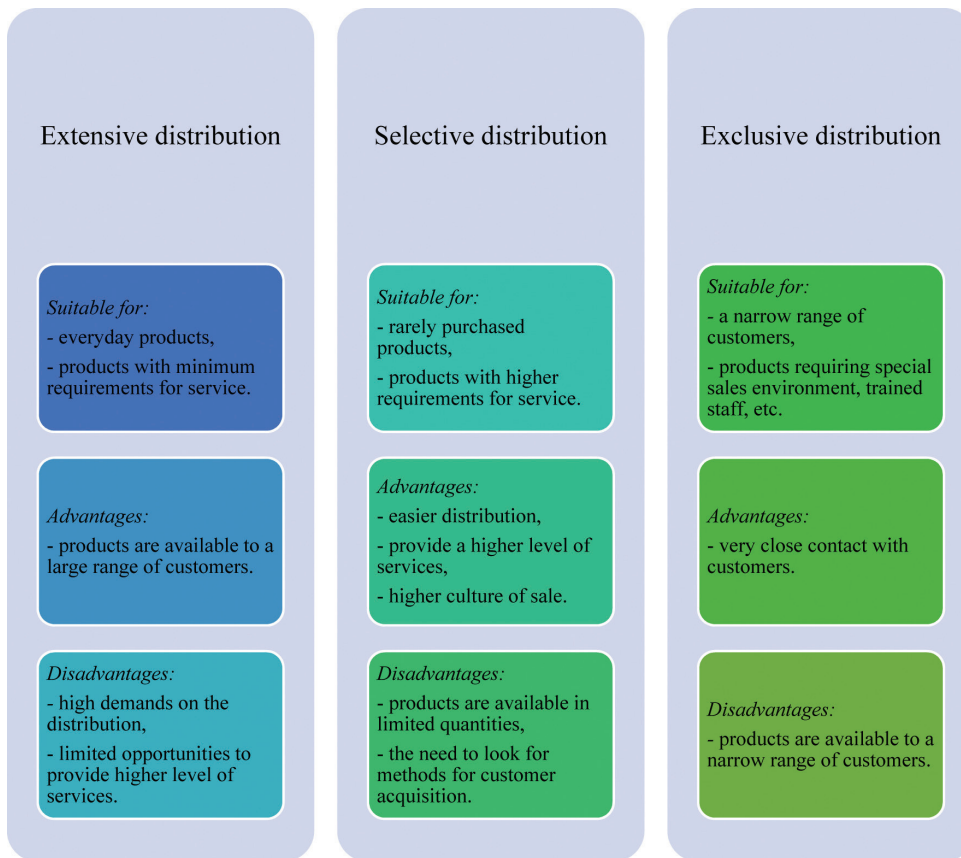 Extensive distribution
Suitable for:
- everyday products,
- products with minimum
requirements for service.
Advantages:
- products are available to a
large range of customers.
Disadvantages:
- high demands on the
distribution,
- limited opportunities to
provide higher level of
services.
Selective distribution
Suitable for:
- rarely purchased
products,
- products with higher
requirements for service.
Advantages:
- easier distribution,
- provide a higher level of
services,
- higher culture of sale.
Disadvantages:
- products are available in
limited quantities,
- the need to look for
methods for customer
acquisition.
Exclusive distribution
Suitable for:
- a narrow range of
customers,
- products requiring special
sales environment, trained
staff, etc.
Advantages:
- very close contact with
customers.
Disadvantages:
- products are available to a
narrow range of customers.